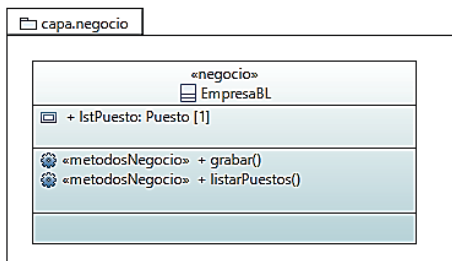 capa.negocio
«negocio»
EmpresaBL
+ lstPuesto: Puesto [1]
«metodosNegocio» + grabar()
«metodosNegocio» + listarPuestos()